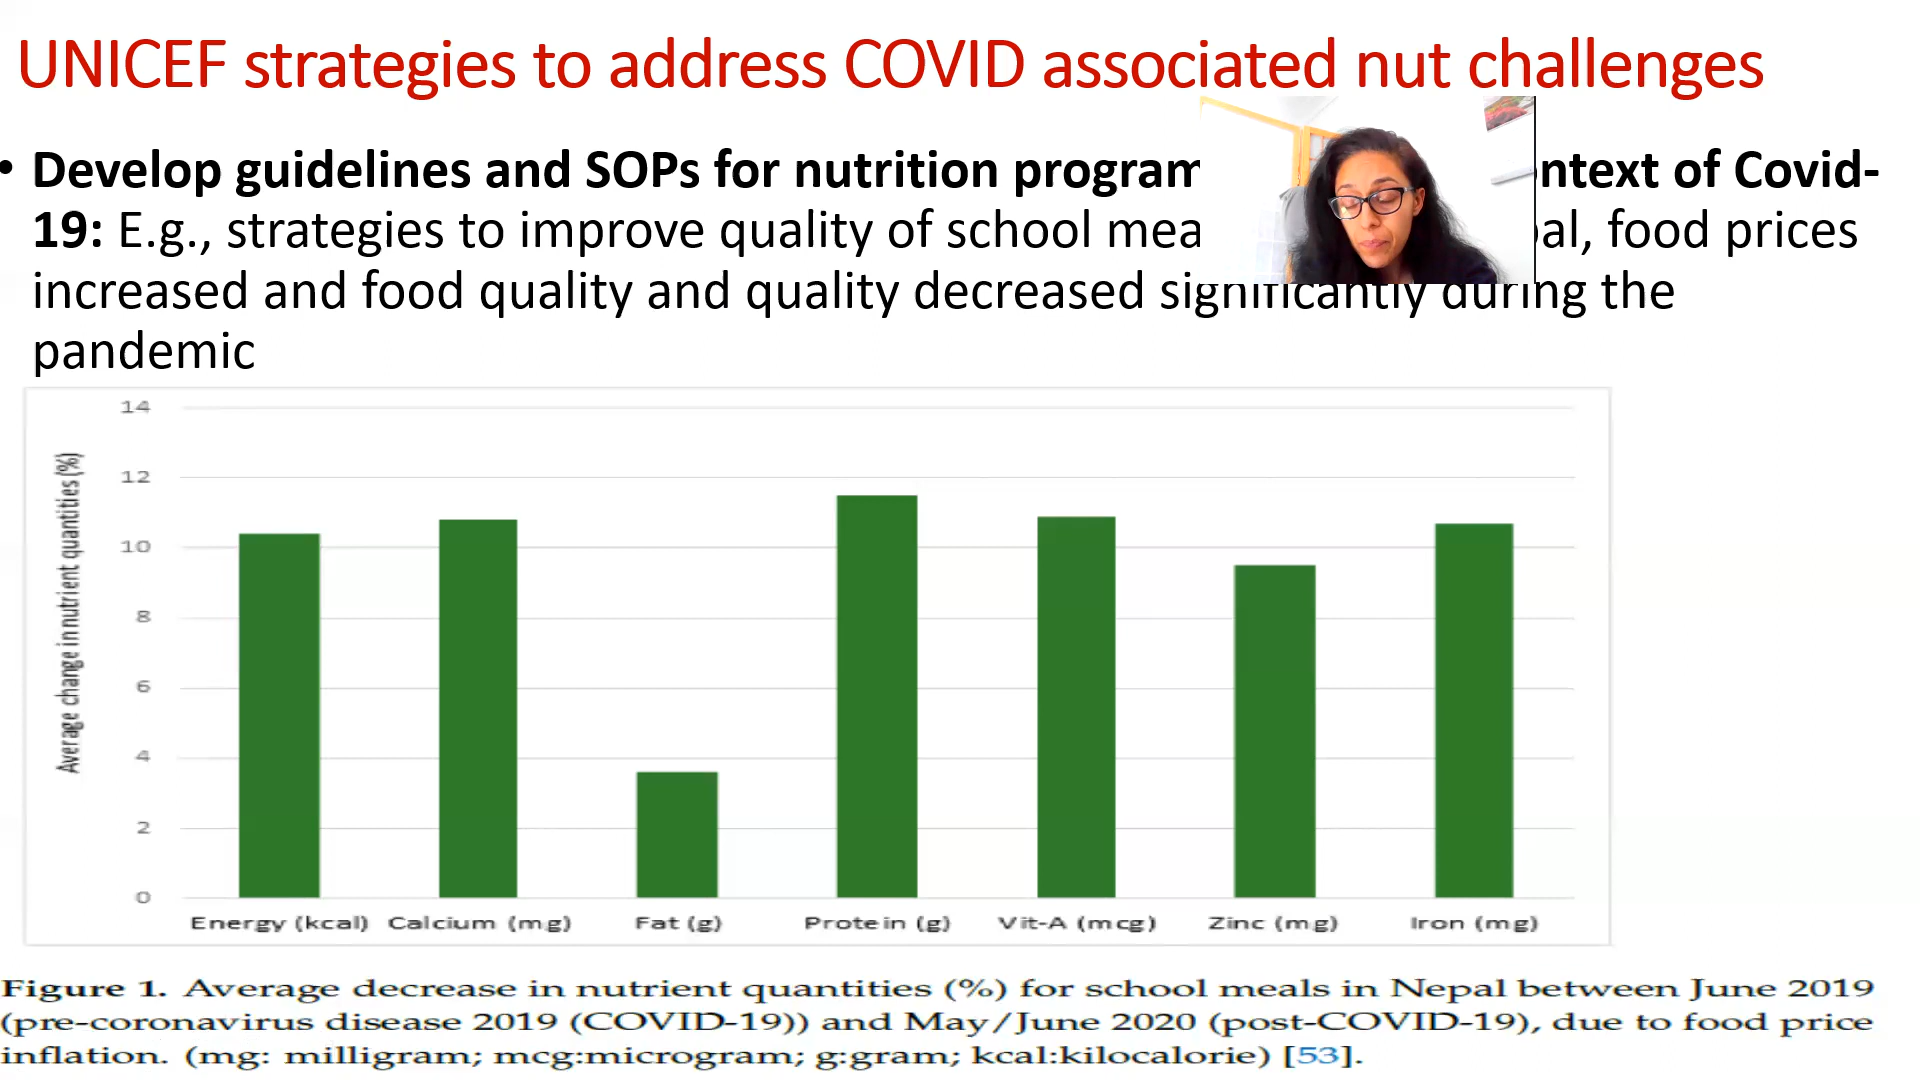 UNICEF strategies to address COVID associated nut challenges
• Develop guidelines and SOPs for nutrition program ntext of Covid-
19: E.g., strategies to improve quality of school mea al, food prices
increased and food quality and quality decreased significantly during the
pandemic
14
12
10
8
6
4
2
0
Average change in nutrient quantities (%)
Energy (kcal) Calcium (mg) Fat (g) Protein (g) Vit-A (mcg) Zinc (mg) Iron (mg)
Figure 1. Average decrease in nutrient quantities (%) for school meals in Nepal between June 2019
(pre-coronavirus disease 2019 (COVID-19)) and May/June 2020 (post-COVID-19), due to food price
inflation. (mg: milligram; mcg:microgram; g:gram; kcal:kilocalorie) [53].